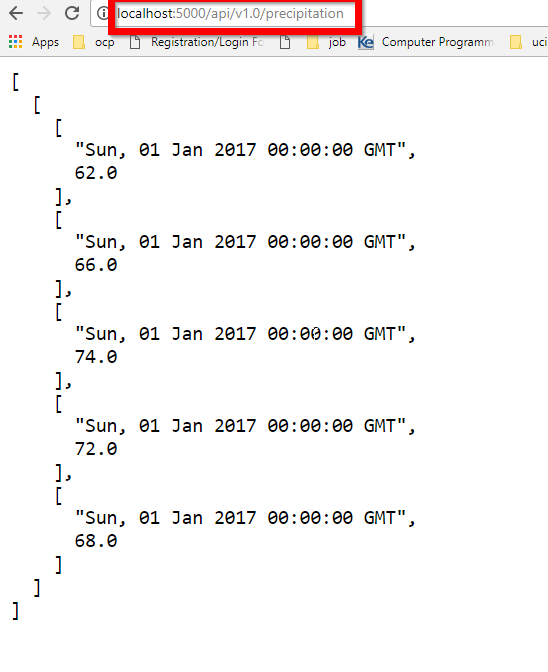 localhost:5000/api/v1.0/precipitation
Apps ocp Registration/Login Fo job Ke Computer Programm uci
[
[
[
"Sun, 01 Jan 2017 00:00:00 GMT",
62.0
],
[
"Sun, 01 Jan 2017 00:00:00 GMT",
66.0
],
[
"Sun, 01 Jan 2017 00:00:00 GMT",
74.0
],
[
"Sun, 01 Jan 2017 00:00:00 GMT",
72.0
],
[
"Sun, 01 Jan 2017 00:00:00 GMT",
68.0
]
]
]